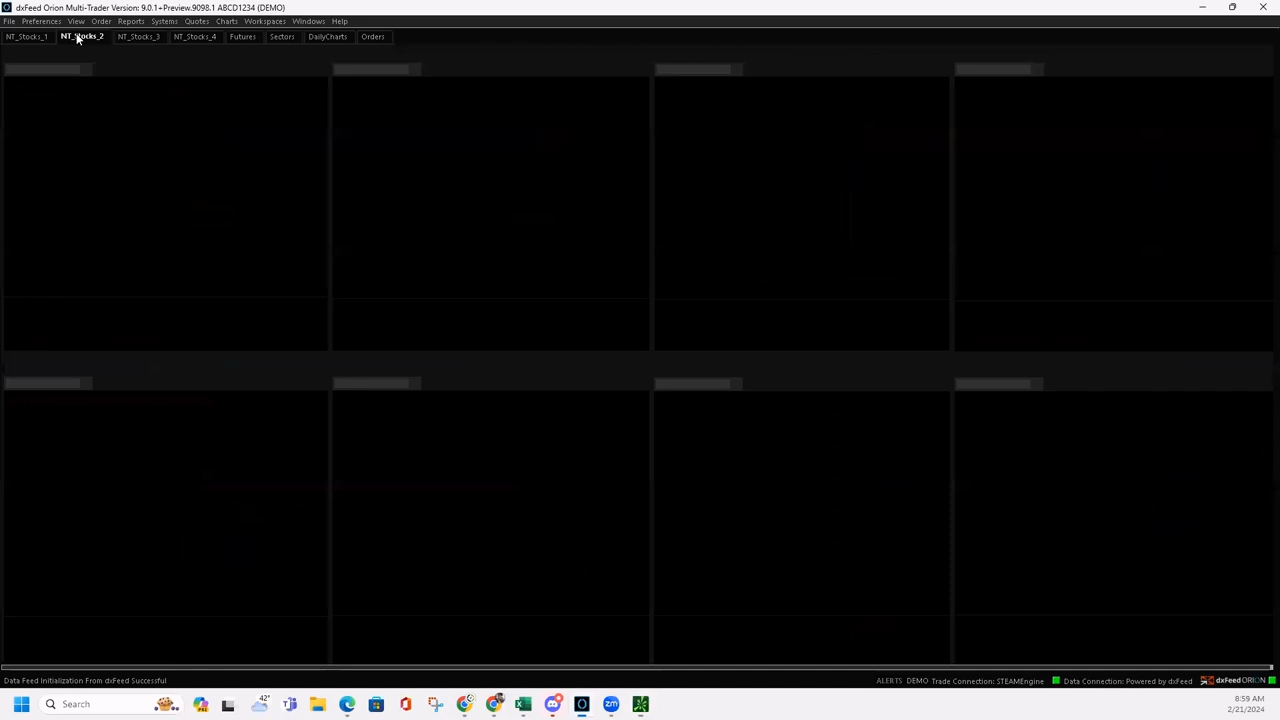 dxFeed Orion Multi-Trader Version: 9.0.1+Preview.9098.1 ABCD1234 (DEMO)
File Preferences View Order Reports Systems Quotes Charts Workspaces Windows Help
NT_Stocks_1 NT_Stocks_2 NT_Stocks_3 NT_Stocks_4 Futures Sectors DailyCharts Orders
Data Feed Initialization From dxFeed Successful ALERTS DEMO Trade Connection: STEAMEngine Data Connection: Powered by dxFeed dxFeed ORION
Search 42° 8:59 AM
2/21/2024